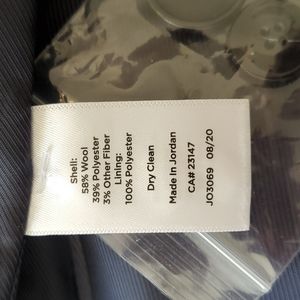 Shell:
58% Wool
39% Polyester
3% Other Fiber
Lining:
100% Polyester
Dry Clean
Made In Jordan
CA# 23147
JO3069 08/20